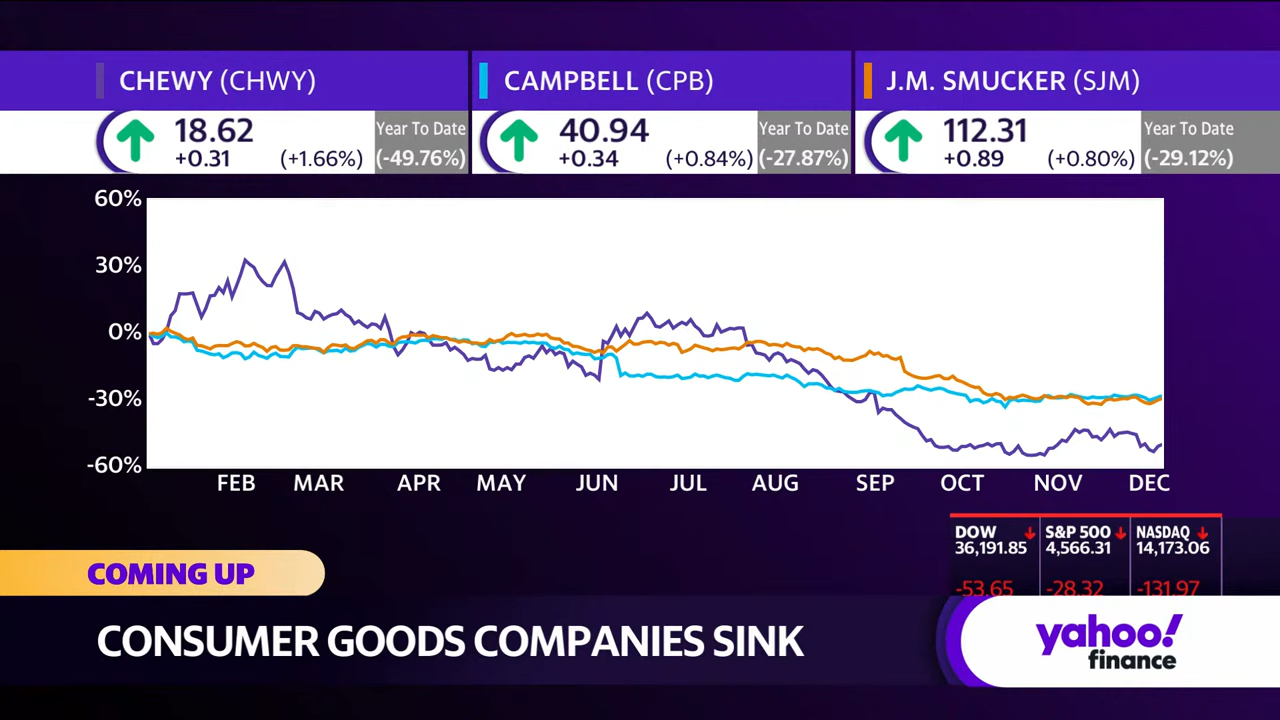 CHEWY (CHWY)
18.62
+0.31 (+1.66%)
Year To Date
(-49.76%)
CAMPBELL (CPB)
40.94
+0.34 (+0.84%)
Year To Date
(-27.87%)
J.M. SMUCKER (SJM)
112.31
+0.89 (+0.80%)
Year To Date
(-29.12%)
60%
30%
0%
-30%
-60%
FEB MAR APR MAY JUN JUL AUG SEP OCT NOV DEC
DOW
36,191.85
-53.65
S&P 500
4,566.31
-28.32
NASDAQ
14,173.06
-131.97
COMING UP
CONSUMER GOODS COMPANIES SINK
yahoo!
finance